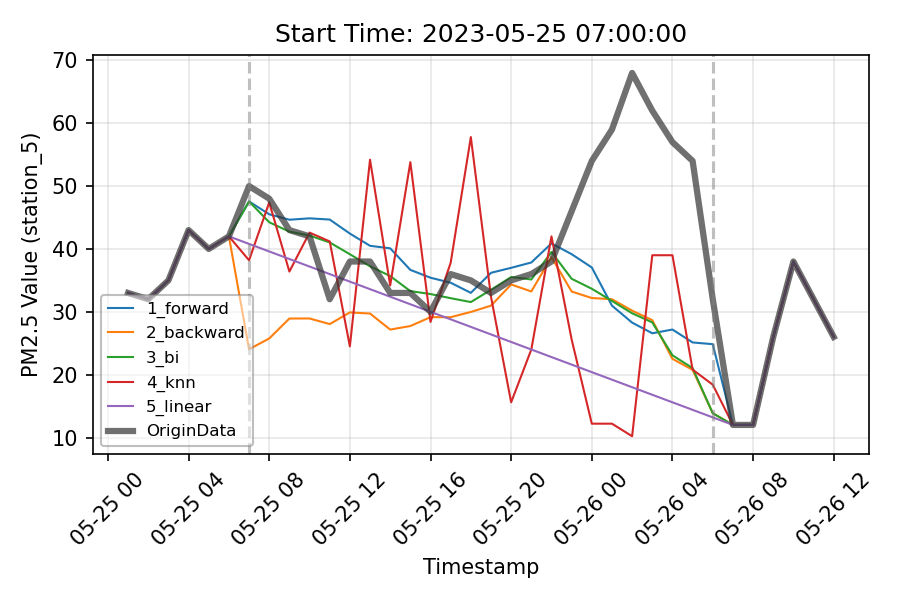 Start Time: 2023-05-25 07:00:00
PM2.5 Value (station_5)
70
60
50
40
30
20
10
1_forward
2_backward
3_bi
4_knn
5_linear
OriginData
05-25 00
05-25 04
05-25 08
05-25 12
05-25 16
05-25 20
05-26 00
05-26 04
05-26 08
05-26 12
Timestamp